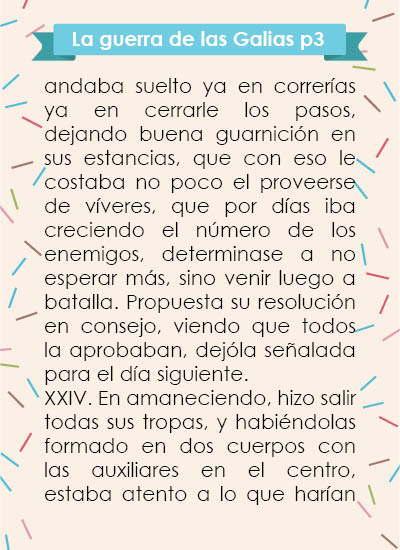 La guerra de las Galias p3
andaba suelto ya en correrías
ya en cerrarle los pasos,
dejando buena guarnición en
sus estancias, que con eso le
costaba no poco el proveerse
de víveres, que por días iba
creciendo el número de los
enemigos, determinase a no
esperar más, sino venir luego a
batalla. Propuesta su resolución
en consejo, viendo que todos
la aprobaban, dejóla señalada
para el día siguiente.
XXIV. En amaneciendo, hizo salir
todas sus tropas, y habiéndolas
formado en dos cuerpos con
las auxiliares en el centro,
estaba atento a lo que harían